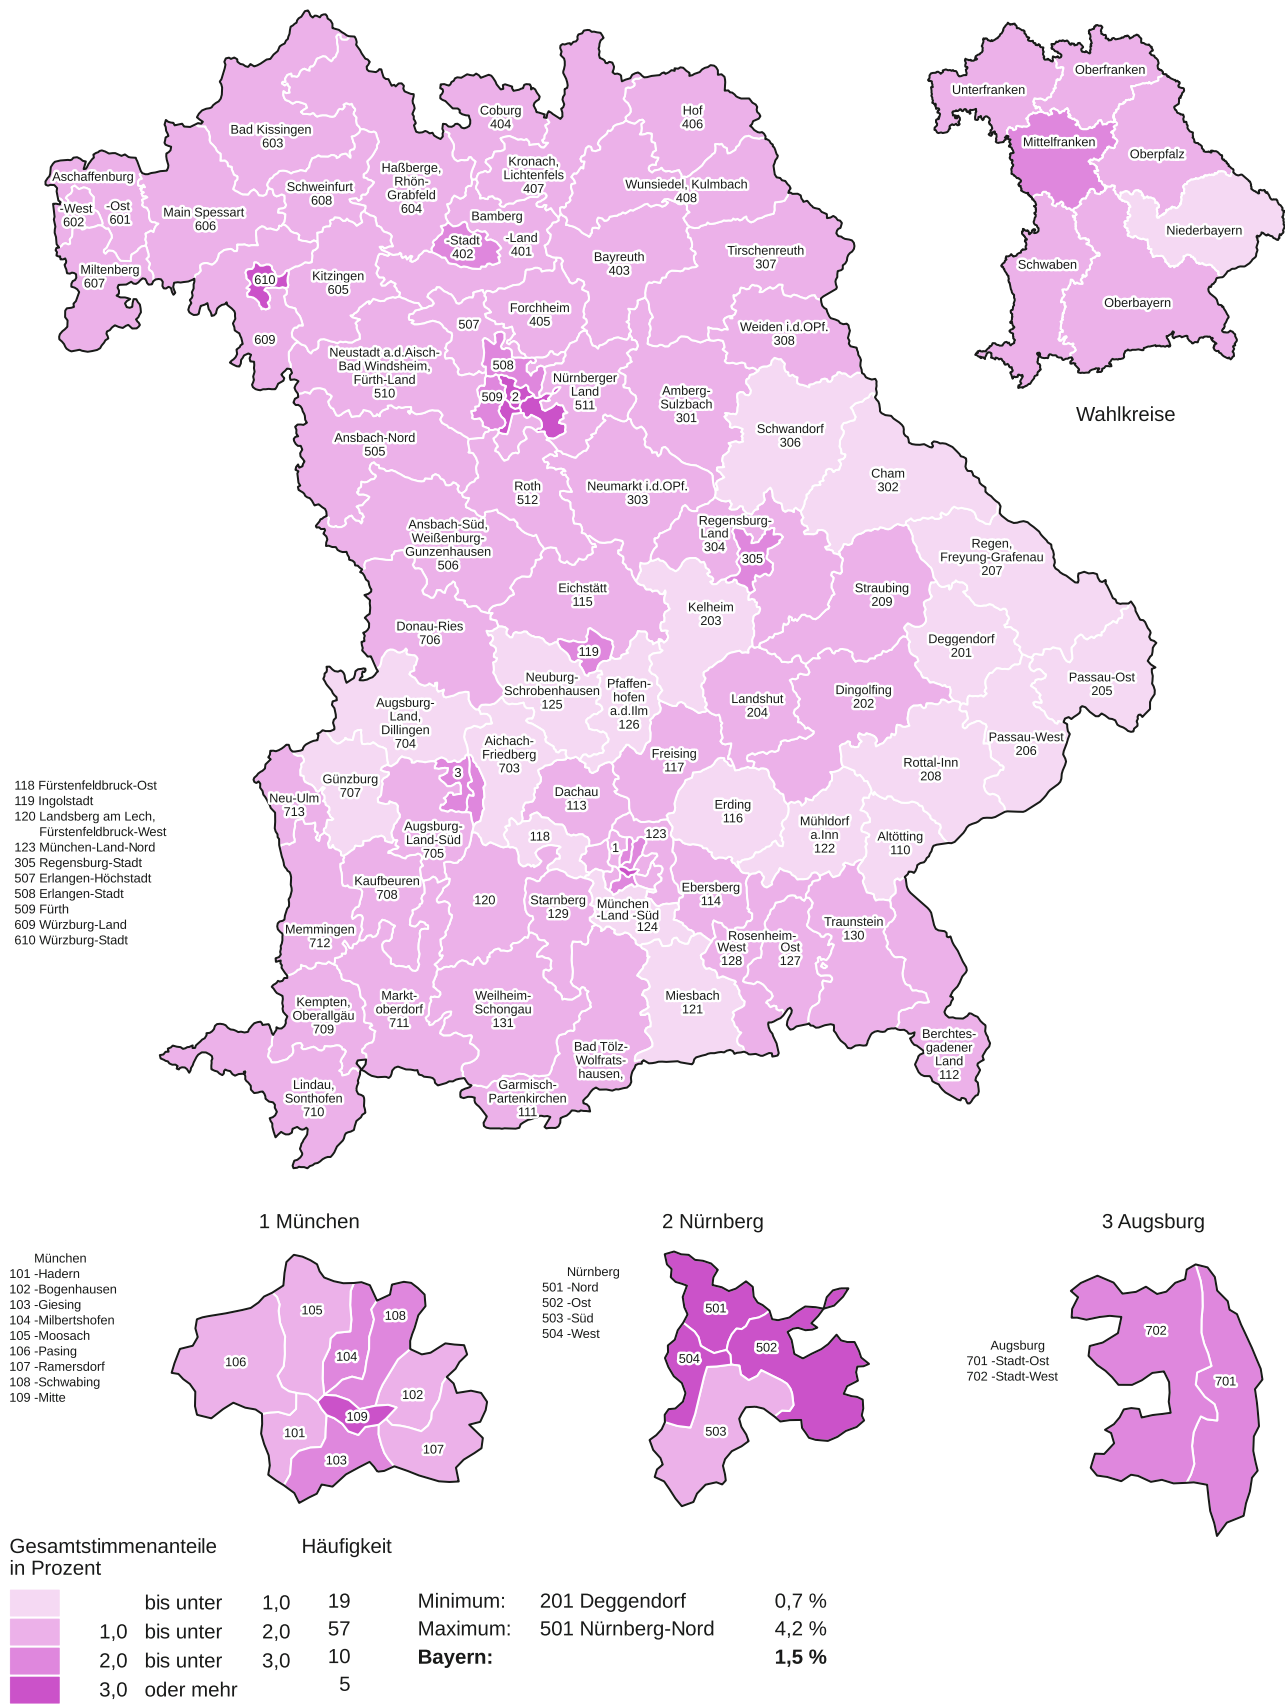 Coburg
404
Hof
406
Bad Kissingen
603
Aschaffenburg
-West
602
-Ost
601
Main Spessart
606
Schweinfurt
608
Haßberge,
Rhön-
Grabfeld
604
Kronach,
Lichtenfels
407
Wunsiedel, Kulmbach
408
Bamberg
-Stadt
402
-Land
401
Bayreuth
403
Tirschenreuth
307
Miltenberg
607
610
Kitzingen
605
Forchheim
405
507
609
Weiden i.d.OPf.
308
Neustadt a.d.Aisch-
Bad Windsheim,
Fürth-Land
510
508
509
2
Nürnberger
Land
511
Amberg-
Sulzbach
301
Schwandorf
306
Ansbach-Nord
505
Cham
302
Roth
512
Neumarkt i.d.OPf.
303
Ansbach-Süd,
Weißenburg-
Gunzenhausen
506
Regensburg-
Land
304
305
Regen,
Freyung-Grafenau
207
Eichstätt
115
Straubing
209
Kelheim
203
Donau-Ries
706
Deggendorf
201
119
Neuburg-
Schrobenhausen
125
Pfaffen-
hofen
a.d.Ilm
126
Landshut
204
Dingolfing
202
Passau-Ost
205
Augsburg-
Land,
Dillingen
704
Aichach-
Friedberg
703
Freising
117
Passau-West
206
Rottal-Inn
208
Günzburg
707
3
Neu-Ulm
713
Dachau
113
Erding
116
Mühldorf
a.Inn
122
Altötting
110
Augsburg-
Land-Süd
705
118
1
123
Kaufbeuren
708
120
Starnberg
129
München
-Land -Süd
124
Ebersberg
114
Traunstein
130
Memmingen
712
Rosenheim-
West
128
Ost
127
Kempten,
Oberallgäu
709
Markt-
oberdorf
711
Weilheim-
Schongau
131
Miesbach
121
Bad Tölz-
Wolfrats-
hausen,
Garmisch-
Partenkirchen
111
Berchtes-
gadener
Land
112
Lindau,
Sonthofen
710
Unterfranken
Oberfranken
Mittelfranken
Oberpfalz
Niederbayern
Schwaben
Oberbayern
Wahlkreise
118 Fürstenfeldbruck-Ost
119 Ingolstadt
120 Landsberg am Lech,
Fürstenfeldbruck-West
123 München-Land-Nord
305 Regensburg-Stadt
507 Erlangen-Höchstadt
508 Erlangen-Stadt
509 Fürth
609 Würzburg-Land
610 Würzburg-Stadt
1 München
München
101 -Hadern
102 -Bogenhausen
103 -Giesing
104 -Milbertshofen
105 -Moosach
106 -Pasing
107 -Ramersdorf
108 -Schwabing
109 -Mitte
105
108
106
104
102
109
101
103
107
2 Nürnberg
Nürnberg
501 -Nord
502 -Ost
503 -Süd
504 -West
501
502
504
503
3 Augsburg
Augsburg
701 -Stadt-Ost
702 -Stadt-West
702
701
Gesamtstimmenanteile
in Prozent
Häufigkeit
bis unter 1,0 19
1,0 bis unter 2,0 57
2,0 bis unter 3,0 10
3,0 oder mehr 5
Minimum: 201 Deggendorf 0,7 %
Maximum: 501 Nürnberg-Nord 4,2 %
Bayern: 1,5 %